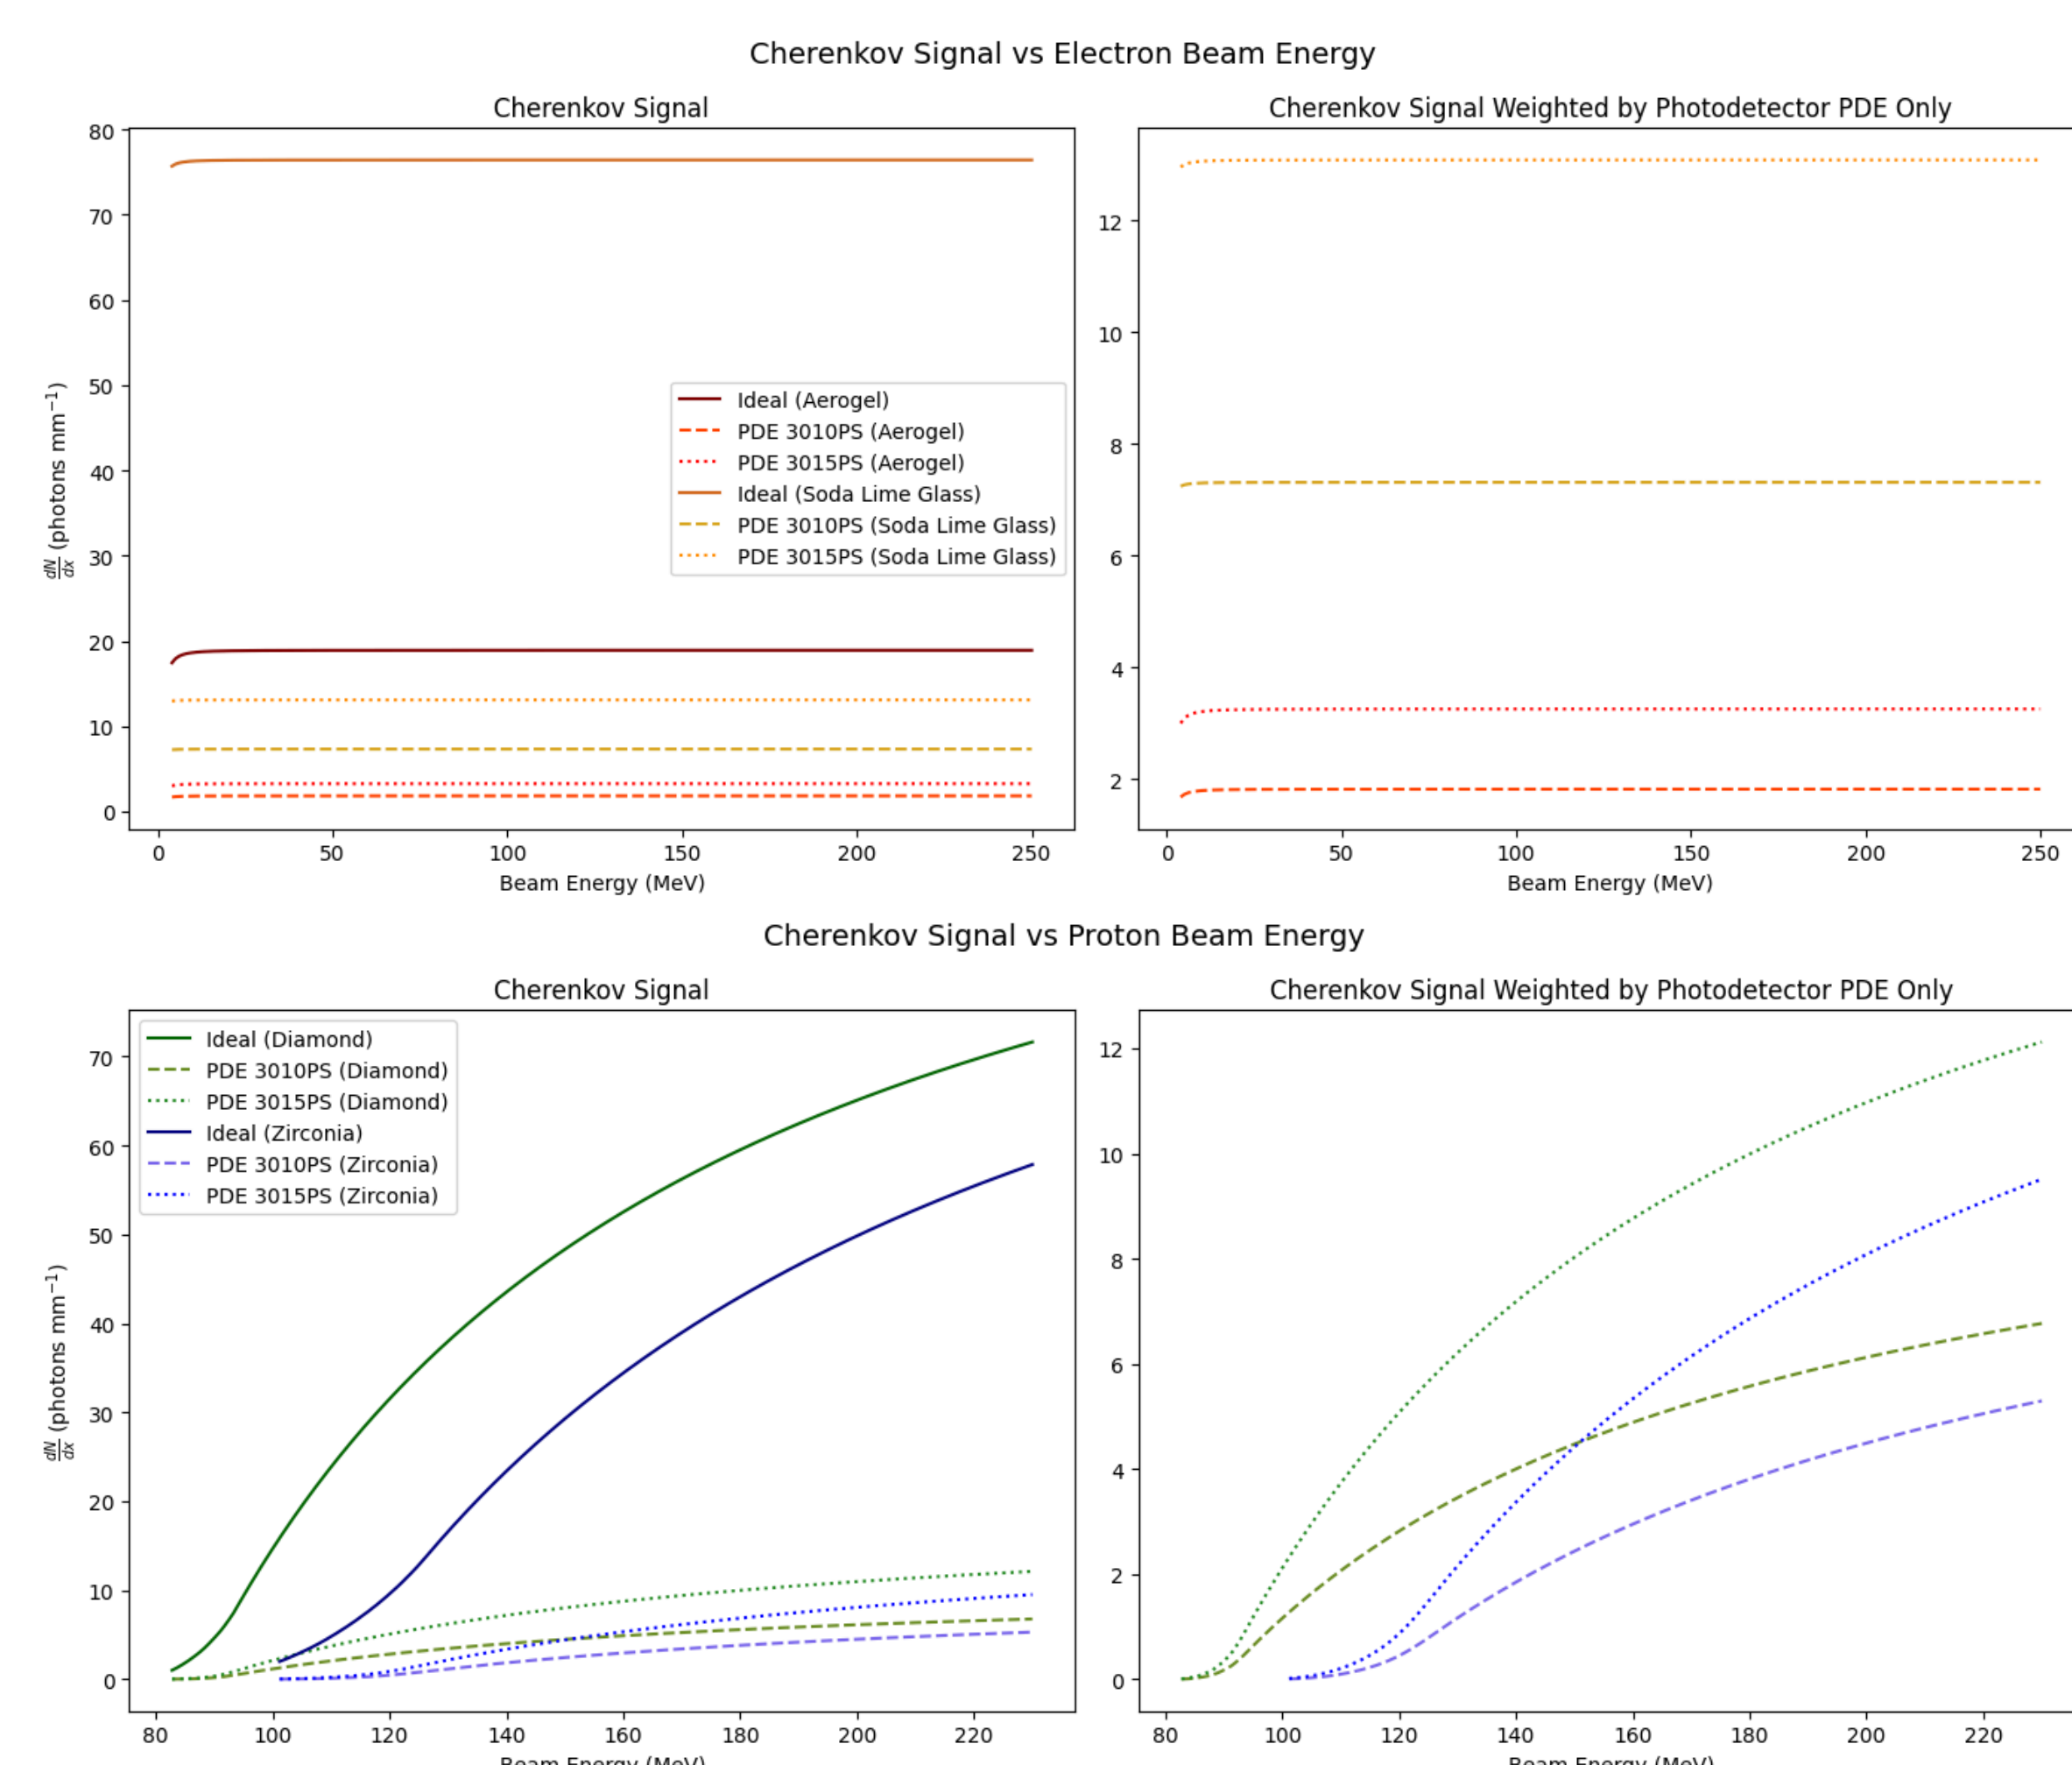 Cherenkov Signal vs Electron Beam Energy
Cherenkov Signal
80
70
60
50
40
30
20
10
0
dN/dx (photons mm⁻¹)
Ideal (Aerogel)
PDE 3010PS (Aerogel)
PDE 3015PS (Aerogel)
Ideal (Soda Lime Glass)
PDE 3010PS (Soda Lime Glass)
PDE 3015PS (Soda Lime Glass)
0 50 100 150 200 250
Beam Energy (MeV)
Cherenkov Signal Weighted by Photodetector PDE Only
12
10
8
6
4
2
0 50 100 150 200 250
Beam Energy (MeV)
Cherenkov Signal vs Proton Beam Energy
Cherenkov Signal
70
60
50
40
30
20
10
0
dN/dx (photons mm⁻¹)
Ideal (Diamond)
PDE 3010PS (Diamond)
PDE 3015PS (Diamond)
Ideal (Zirconia)
PDE 3010PS (Zirconia)
PDE 3015PS (Zirconia)
80 100 120 140 160 180 200 220
Beam Energy (MeV)
Cherenkov Signal Weighted by Photodetector PDE Only
12
10
8
6
4
2
0
80 100 120 140 160 180 200 220
Beam Energy (MeV)